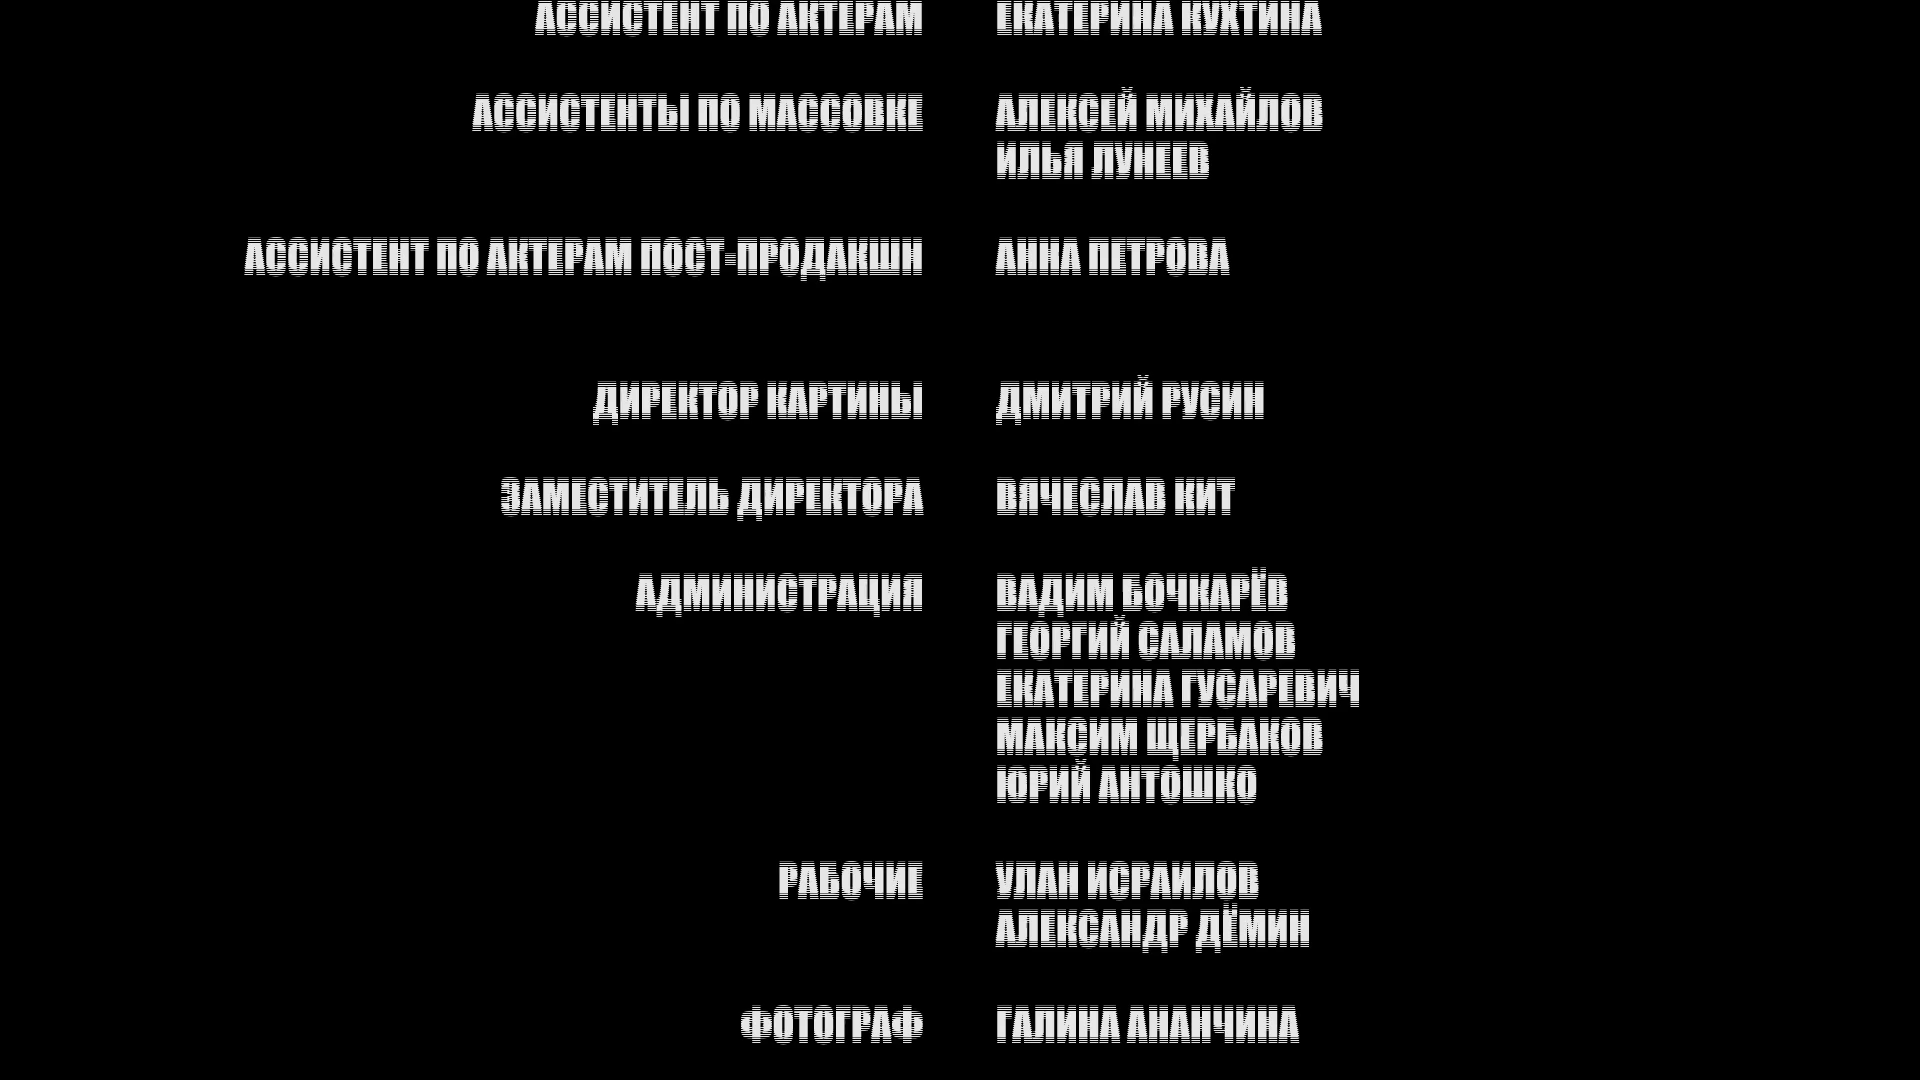 АССИСТЕНТ ПО АКТЕРАМ ЕКАТЕРИНА КУХТИНА
АССИСТЕНТЫ ПО МАССОВКЕ АЛЕКСЕЙ МИХАЙЛОВ
ИЛЬЯ ЛУНЕЕВ
АССИСТЕНТ ПО АКТЕРАМ ПОСТ-ПРОДАКШН АННА ПЕТРОВА
ДИРЕКТОР КАРТИНЫ ДМИТРИЙ РУСИН
ЗАМЕСТИТЕЛЬ ДИРЕКТОРА ВЯЧЕСЛАВ КИТ
АДМИНИСТРАЦИЯ ВАДИМ БОЧКАРЁВ
ГЕОРГИЙ САЛАМОВ
ЕКАТЕРИНА ГУСАРЕВИЧ
МАКСИМ ЩЕРБАКОВ
ЮРИЙ АНТОШКО
РАБОЧИЕ УЛАН ИСРАИЛОВ
АЛЕКСАНДР ДЁМИН
ФОТОГРАФ ГАЛИНА АНАНЧИНА